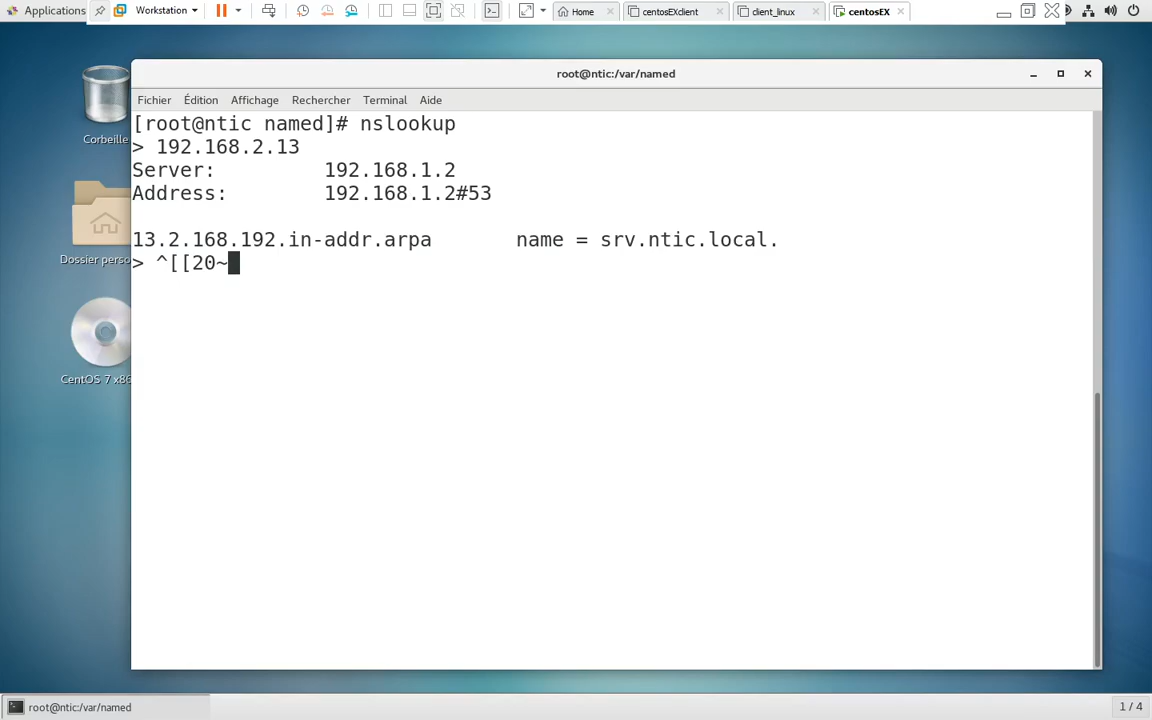 Applications Workstation Home centosEXclient client_linux centosEX
root@ntic:/var/named
Fichier Édition Affichage Rechercher Terminal Aide
[root@ntic named]# nslookup
> 192.168.2.13
Server: 192.168.1.2
Address: 192.168.1.2#53
13.2.168.192.in-addr.arpa name = srv.ntic.local.
> ^[[20~
Corbeille
Dossier perso
CentOS 7 x86
root@ntic:/var/named 1 / 4